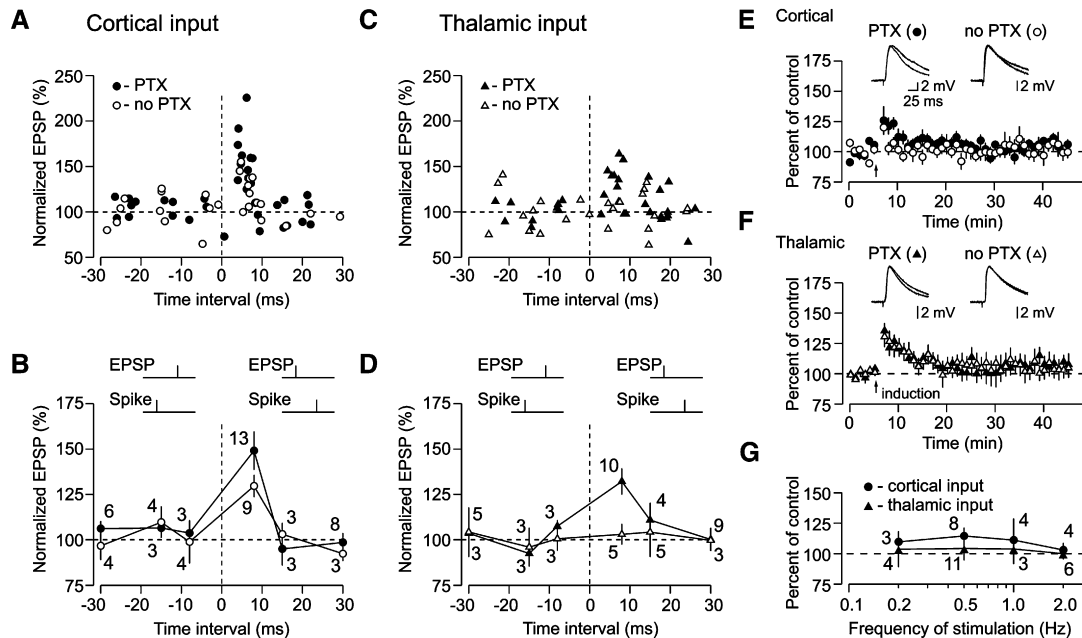 A Cortical input
Normalized EPSP (%)
250
200
150
100
50
- PTX
- no PTX
-30 -20 -10 0 10 20 30
Time interval (ms)
B
EPSP EPSP
Spike Spike
Normalized EPSP (%)
175
150
125
100
75
6 4 3 13 3 8
4 3 3 9 3 3
-30 -20 -10 0 10 20 30
Time interval (ms)
C Thalamic input
Normalized EPSP (%)
250
200
150
100
50
- PTX
- no PTX
-30 -20 -10 0 10 20 30
Time interval (ms)
D
EPSP EPSP
Spike Spike
Normalized EPSP (%)
175
150
125
100
75
5 3 3 10 4 9
3 3 3 5 5 3
-30 -20 -10 0 10 20 30
Time interval (ms)
E Cortical
PTX (●) no PTX (○)
2 mV 2 mV
25 ms
Percent of control
175
150
125
100
75
0 10 20 30 40
Time (min)
F Thalamic
PTX (▲) no PTX (△)
2 mV 2 mV
Percent of control
175
150
125
100
75
induction
0 10 20 30 40
Time (min)
G
Percent of control
175
150
125
100
75
- cortical input
- thalamic input
3 8 4 4
4 11 3 6
0.1 0.2 0.5 1.0 2.0
Frequency of stimulation (Hz)